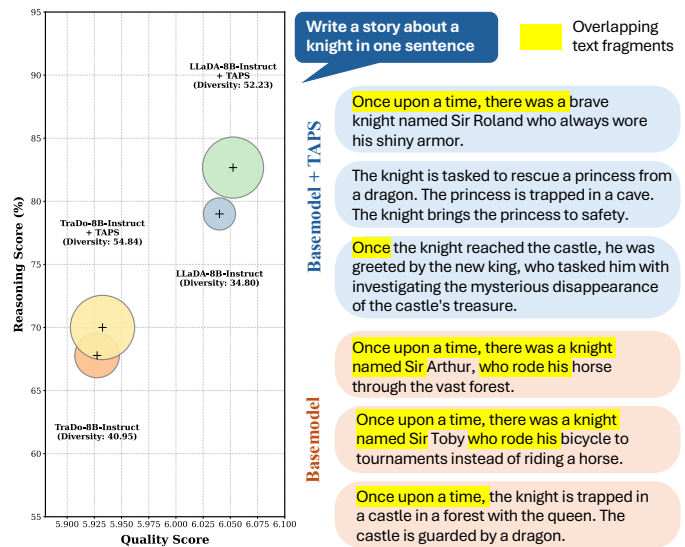 Reasoning Score (%)
95
90
85
80
75
70
65
60
55
LLaDA-8B-Instruct
+ TAPS
(Diversity: 52.23)
TraDo-8B-Instruct
+ TAPS
(Diversity: 54.84)
LLaDA-8B-Instruct
(Diversity: 34.80)
TraDo-8B-Instruct
(Diversity: 40.95)
5.900 5.925 5.950 5.975 6.000 6.025 6.050 6.075 6.100
Quality Score
Write a story about a
knight in one sentence
Overlapping
text fragments
Basemodel + TAPS
Once upon a time, there was a brave
knight named Sir Roland who always wore
his shiny armor.
The knight is tasked to rescue a princess from
a dragon. The princess is trapped in a cave.
The knight brings the princess to safety.
Once the knight reached the castle, he was
greeted by the new king, who tasked him with
investigating the mysterious disappearance
of the castle's treasure.
Basemodel
Once upon a time, there was a knight
named Sir Arthur, who rode his horse
through the vast forest.
Once upon a time, there was a knight
named Sir Toby who rode his bicycle to
tournaments instead of riding a horse.
Once upon a time, the knight is trapped in
a castle in a forest with the queen. The
castle is guarded by a dragon.